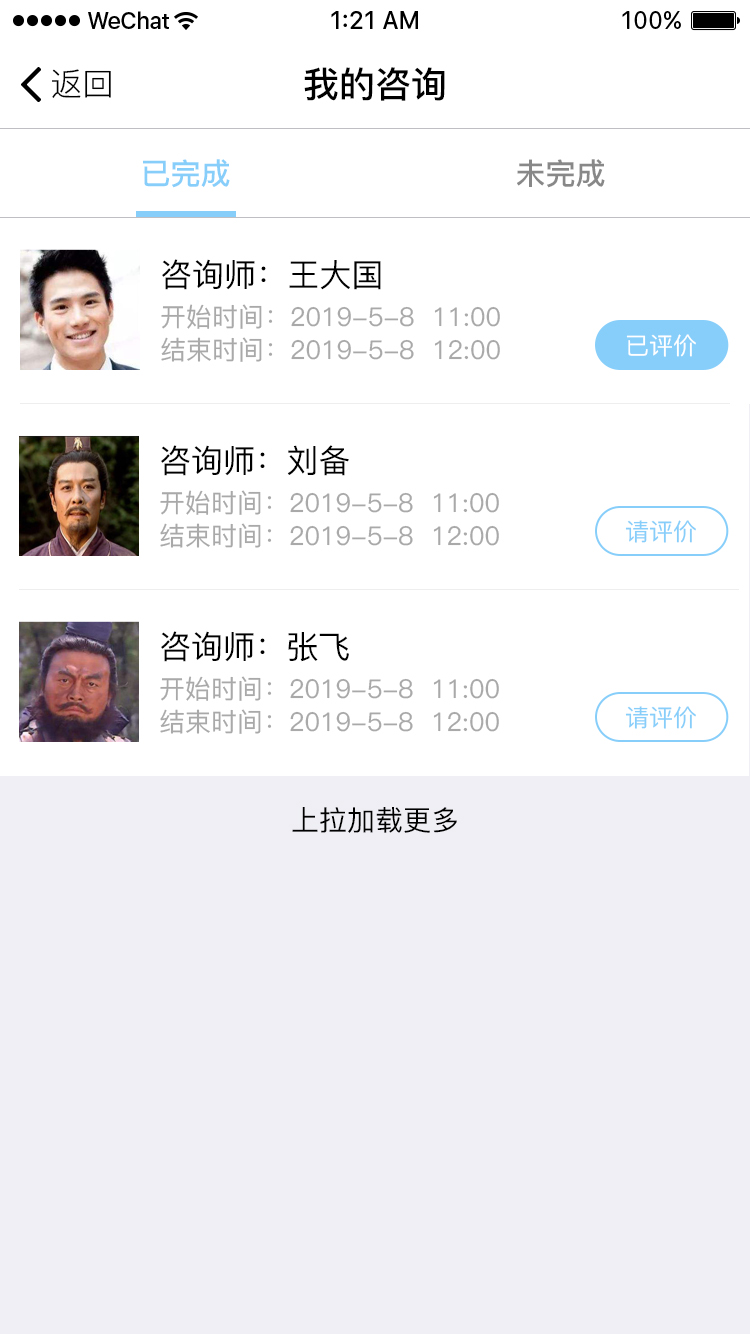 WeChat 1:21 AM 100%
返回 我的咨询
已完成 未完成
咨询师：王大国
开始时间：2019-5-8 11:00
结束时间：2019-5-8 12:00
已评价
咨询师：刘备
开始时间：2019-5-8 11:00
结束时间：2019-5-8 12:00
请评价
咨询师：张飞
开始时间：2019-5-8 11:00
结束时间：2019-5-8 12:00
请评价
上拉加载更多